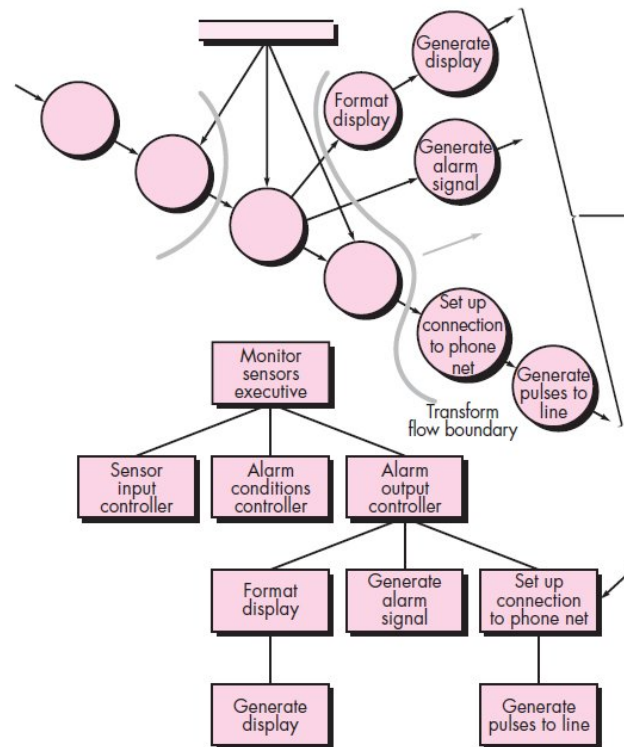 Generate
display
Format
display
Generate
alarm
signal
Set up
connection
to phone
net
Generate
pulses to
line
Transform
flow boundary
Monitor
sensors
executive
Sensor
input
controller
Alarm
conditions
controller
Alarm
output
controller
Format
display
Generate
alarm
signal
Set up
connection
to phone net
Generate
display
Generate
pulses to line